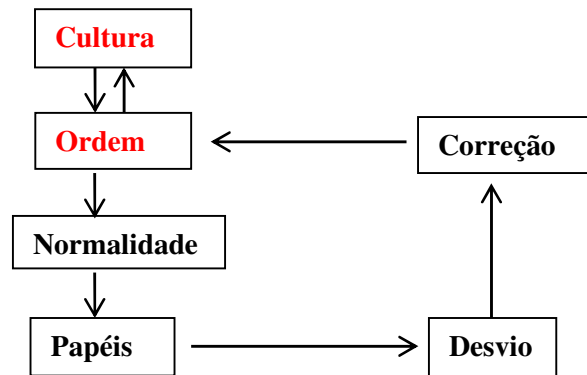 Cultura
Ordem
Correção
Normalidade
Papéis
Desvio